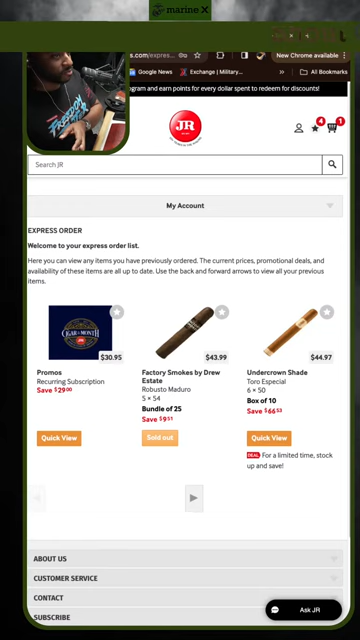 marine X
s.com/expres...
New Chrome available
Google News
Exchange | Military...
»
All Bookmarks
FREEDOM
rogram and earn points for every dollar spent to redeem for discounts!
JR
4
1
Search JR
My Account
EXPRESS ORDER
Welcome to your express order list.
Here you can view any items you have previously ordered. The current prices, promotional deals, and
availability of these items are all up to date. Use the back and forward arrows to view all your previous
items.
CIGAR MONTH
JR
$30.95
$43.99
$44.97
Promos
Recurring Subscription
Save $29.00
Quick View
Factory Smokes by Drew
Estate
Robusto Maduro
5 × 54
Bundle of 25
Save $9.51
Sold out
Undercrown Shade
Toro Especial
6 × 50
Box of 10
Save $66.53
Quick View
DEAL For a limited time, stock
up and save!
ABOUT US
CUSTOMER SERVICE
CONTACT
SUBSCRIBE
Ask JR